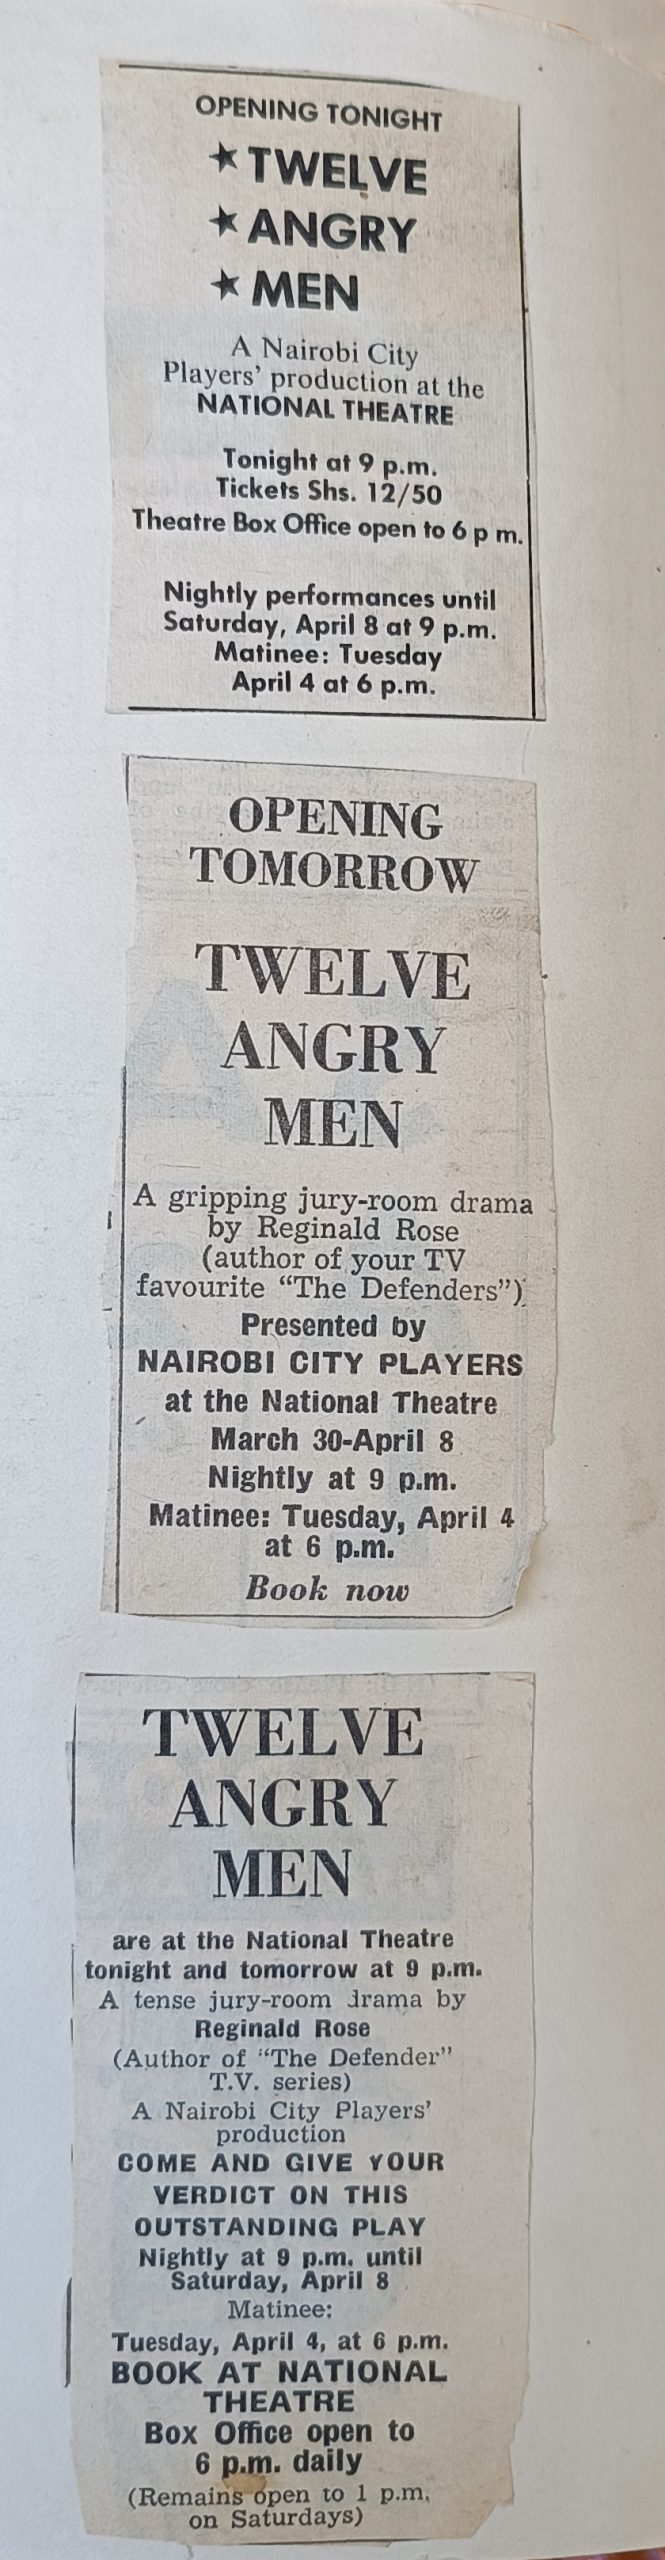 OPENING TONIGHT
★ TWELVE
★ ANGRY
★ MEN
A Nairobi City
Players' production at the
NATIONAL THEATRE
Tonight at 9 p.m.
Tickets Shs. 12/50
Theatre Box Office open to 6 p m.
Nightly performances until
Saturday, April 8 at 9 p.m.
Matinee: Tuesday
April 4 at 6 p.m.
OPENING
TOMORROW
TWELVE
ANGRY
MEN
A gripping jury-room drama
by Reginald Rose
(author of your TV
favourite "The Defenders")
Presented by
NAIROBI CITY PLAYERS
at the National Theatre
March 30-April 8
Nightly at 9 p.m.
Matinee: Tuesday, April 4
at 6 p.m.
Book now
TWELVE
ANGRY
MEN
are at the National Theatre
tonight and tomorrow at 9 p.m.
A tense jury-room drama by
Reginald Rose
(Author of "The Defender"
T.V. series)
A Nairobi City Players'
production
COME AND GIVE YOUR
VERDICT ON THIS
OUTSTANDING PLAY
Nightly at 9 p.m. until
Saturday, April 8
Matinee:
Tuesday, April 4, at 6 p.m.
BOOK AT NATIONAL
THEATRE
Box Office open to
6 p.m. daily
(Remains open to 1 p.m.
on Saturdays)